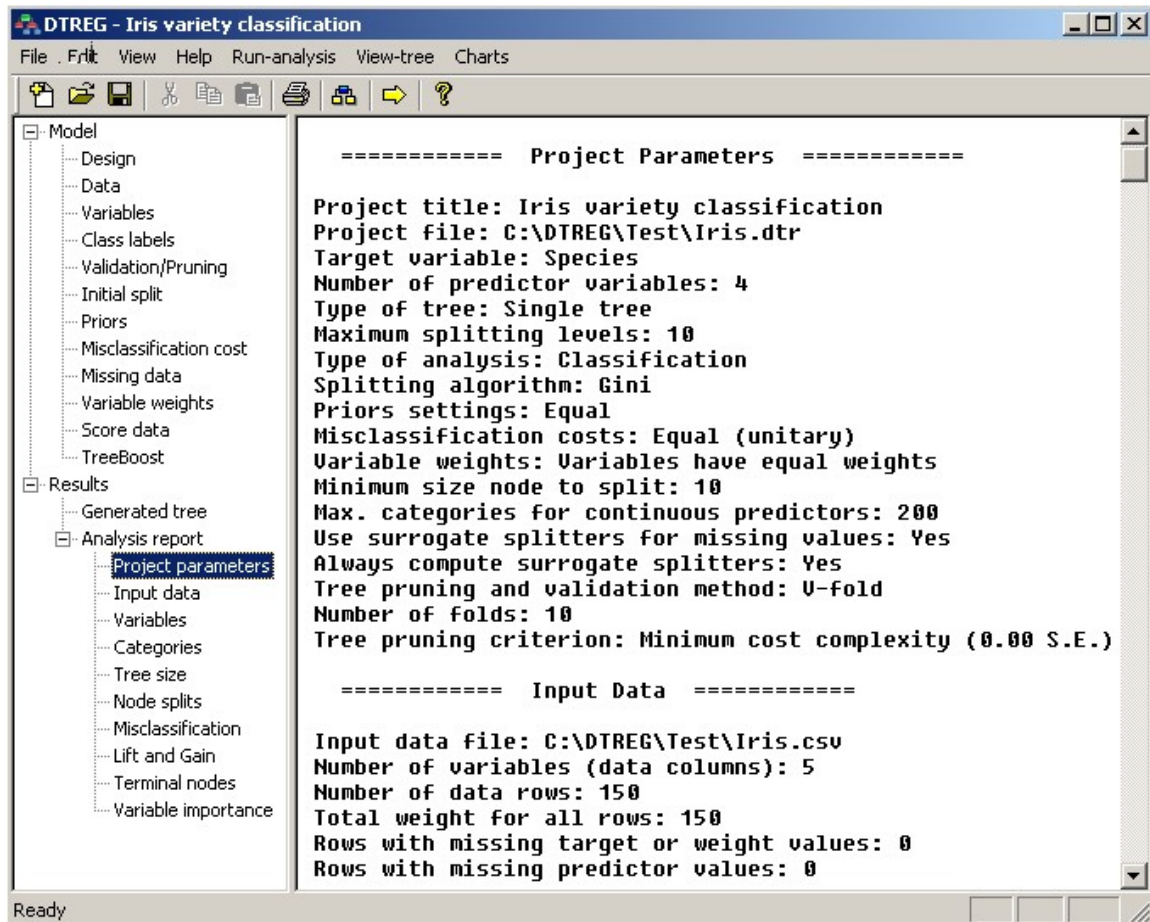 DTREG - Iris variety classification
File Edit View Help Run-analysis View-tree Charts
Model
Design
Data
Variables
Class labels
Validation/Pruning
Initial split
Priors
Misclassification cost
Missing data
Variable weights
Score data
TreeBoost
Results
Generated tree
Analysis report
Project parameters
Input data
Variables
Categories
Tree size
Node splits
Misclassification
Lift and Gain
Terminal nodes
Variable importance
============ Project Parameters ============
Project title: Iris variety classification
Project file: C:\DTREG\Test\Iris.dtr
Target variable: Species
Number of predictor variables: 4
Type of tree: Single tree
Maximum splitting levels: 10
Type of analysis: Classification
Splitting algorithm: Gini
Priors settings: Equal
Misclassification costs: Equal (unitary)
Variable weights: Variables have equal weights
Minimum size node to split: 10
Max. categories for continuous predictors: 200
Use surrogate splitters for missing values: Yes
Always compute surrogate splitters: Yes
Tree pruning and validation method: V-fold
Number of folds: 10
Tree pruning criterion: Minimum cost complexity (0.00 S.E.)
============ Input Data ============
Input data file: C:\DTREG\Test\Iris.csv
Number of variables (data columns): 5
Number of data rows: 150
Total weight for all rows: 150
Rows with missing target or weight values: 0
Rows with missing predictor values: 0
Ready